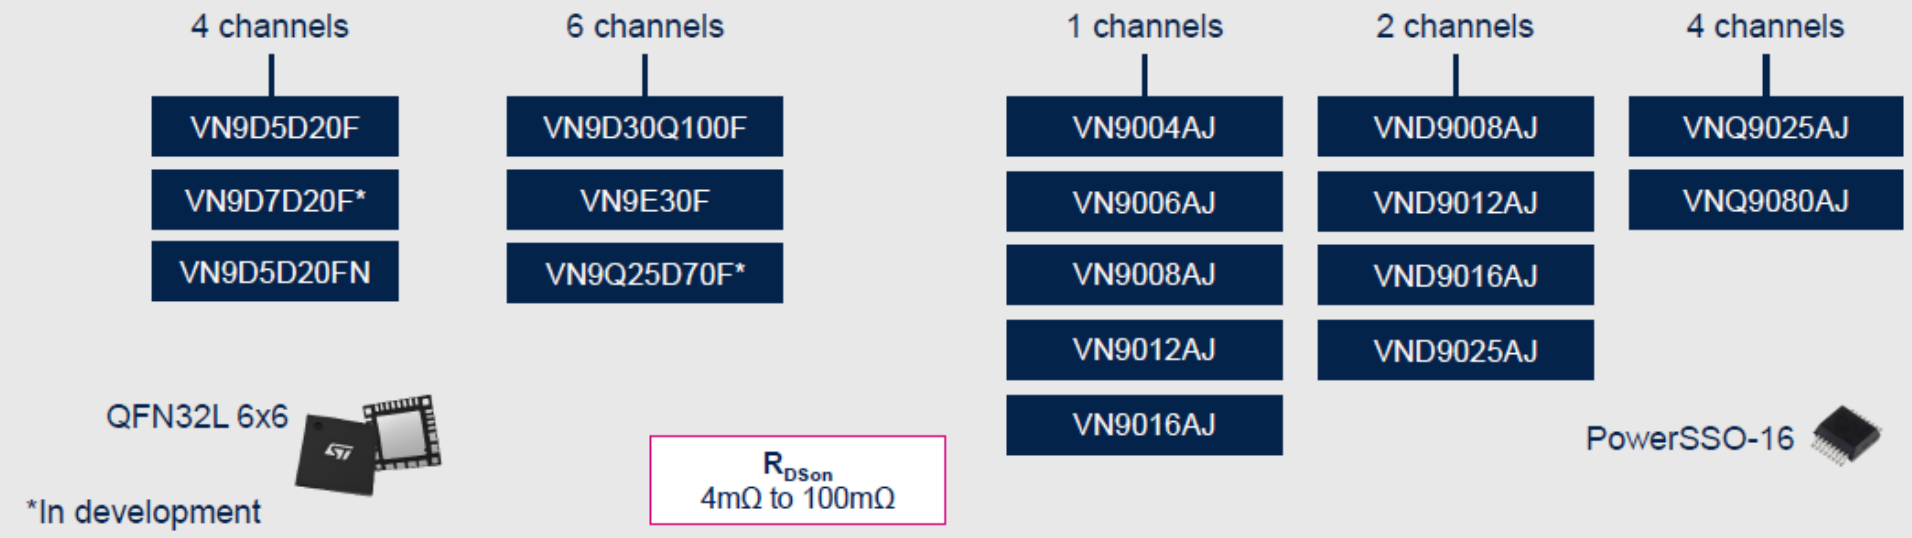 4 channels
VN9D5D20F
VN9D7D20F*
VN9D5D20FN
6 channels
VN9D30Q100F
VN9E30F
VN9Q25D70F*
QFN32L 6x6
ST
*In development
RDSon
4mΩ to 100mΩ
1 channels
VN9004AJ
VN9006AJ
VN9008AJ
VN9012AJ
VN9016AJ
2 channels
VND9008AJ
VND9012AJ
VND9016AJ
VND9025AJ
4 channels
VNQ9025AJ
VNQ9080AJ
PowerSSO-16